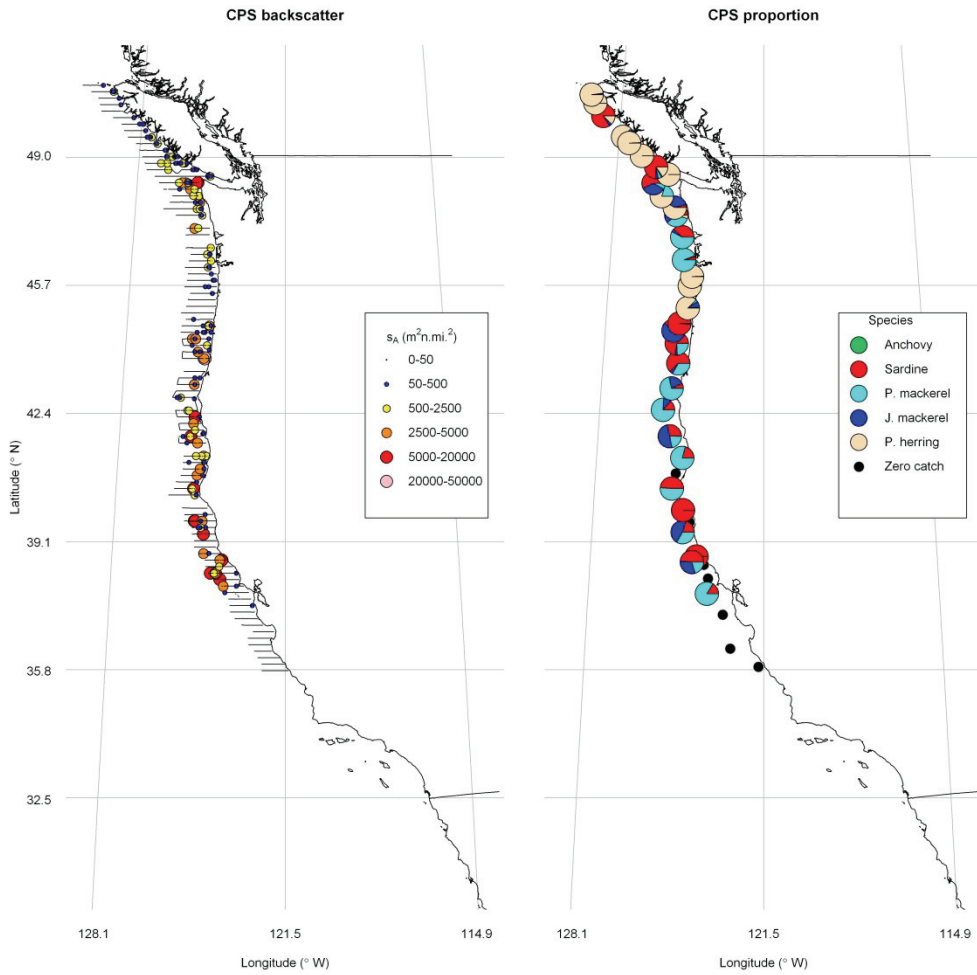 CPS backscatter
CPS proportion
49.0
45.7
42.4
39.1
35.8
32.5
Latitude (° N)
s_A (m²n.mi.²)
0-50
50-500
500-2500
2500-5000
5000-20000
20000-50000
Species
Anchovy
Sardine
P. mackerel
J. mackerel
P. herring
Zero catch
128.1 121.5 114.9
128.1 121.5 114.9
Longitude (° W)
Longitude (° W)